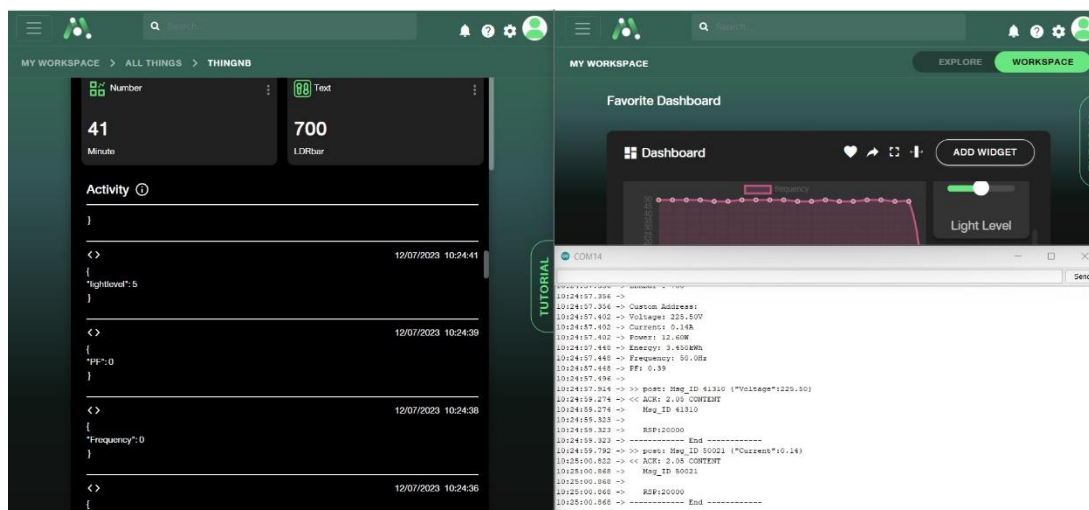 Search...
MY WORKSPACE > ALL THINGS > THINGNB
Number
41
Minute
Text
700
LDRbar
Activity
}
<>
12/07/2023 10:24:41
{
"lightlevel": 5
}
<>
12/07/2023 10:24:39
{
"PF": 0
}
<>
12/07/2023 10:24:38
{
"Frequency": 0
}
<>
12/07/2023 10:24:36
{
TUTORIAL
Search...
MY WORKSPACE
EXPLORE
WORKSPACE
Favorite Dashboard
Dashboard
ADD WIDGET
frequency
Light Level
COM14
Send
10:24:57.356 ->
10:24:57.356 -> Custom Address:
10:24:57.402 -> Voltage: 225.50V
10:24:57.402 -> Current: 0.14A
10:24:57.402 -> Power: 12.60W
10:24:57.448 -> Energy: 3.450kWh
10:24:57.448 -> Frequency: 50.0Hz
10:24:57.448 -> PF: 0.39
10:24:57.496 ->
10:24:57.914 -> >> post: Msg_ID 41310 {"Voltage":225.50}
10:24:59.274 -> << ACK: 2.05 CONTENT
10:24:59.274 -> Msg_ID 41310
10:24:59.323 ->
10:24:59.323 -> RSP:20000
10:24:59.323 -> ------------ End ------------
10:24:59.792 -> >> post: Msg_ID 50021 {"Current":0.14}
10:25:00.822 -> << ACK: 2.05 CONTENT
10:25:00.868 -> Msg_ID 50021
10:25:00.868 ->
10:25:00.868 -> RSP:20000
10:25:00.868 -> ------------ End ------------